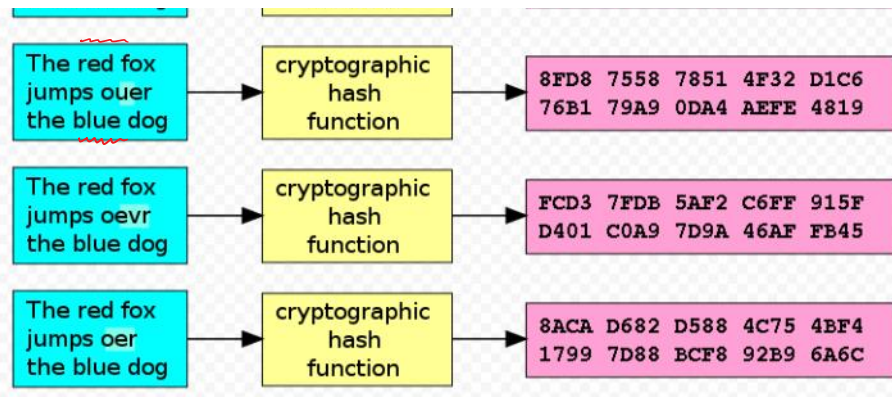 The red fox
jumps ouer
the blue dog
cryptographic
hash
function
8FD8 7558 7851 4F32 D1C6
76B1 79A9 0DA4 AEFE 4819
The red fox
jumps oevr
the blue dog
cryptographic
hash
function
FCD3 7FDB 5AF2 C6FF 915F
D401 C0A9 7D9A 46AF FB45
The red fox
jumps oer
the blue dog
cryptographic
hash
function
8ACA D682 D588 4C75 4BF4
1799 7D88 BCF8 92B9 6A6C